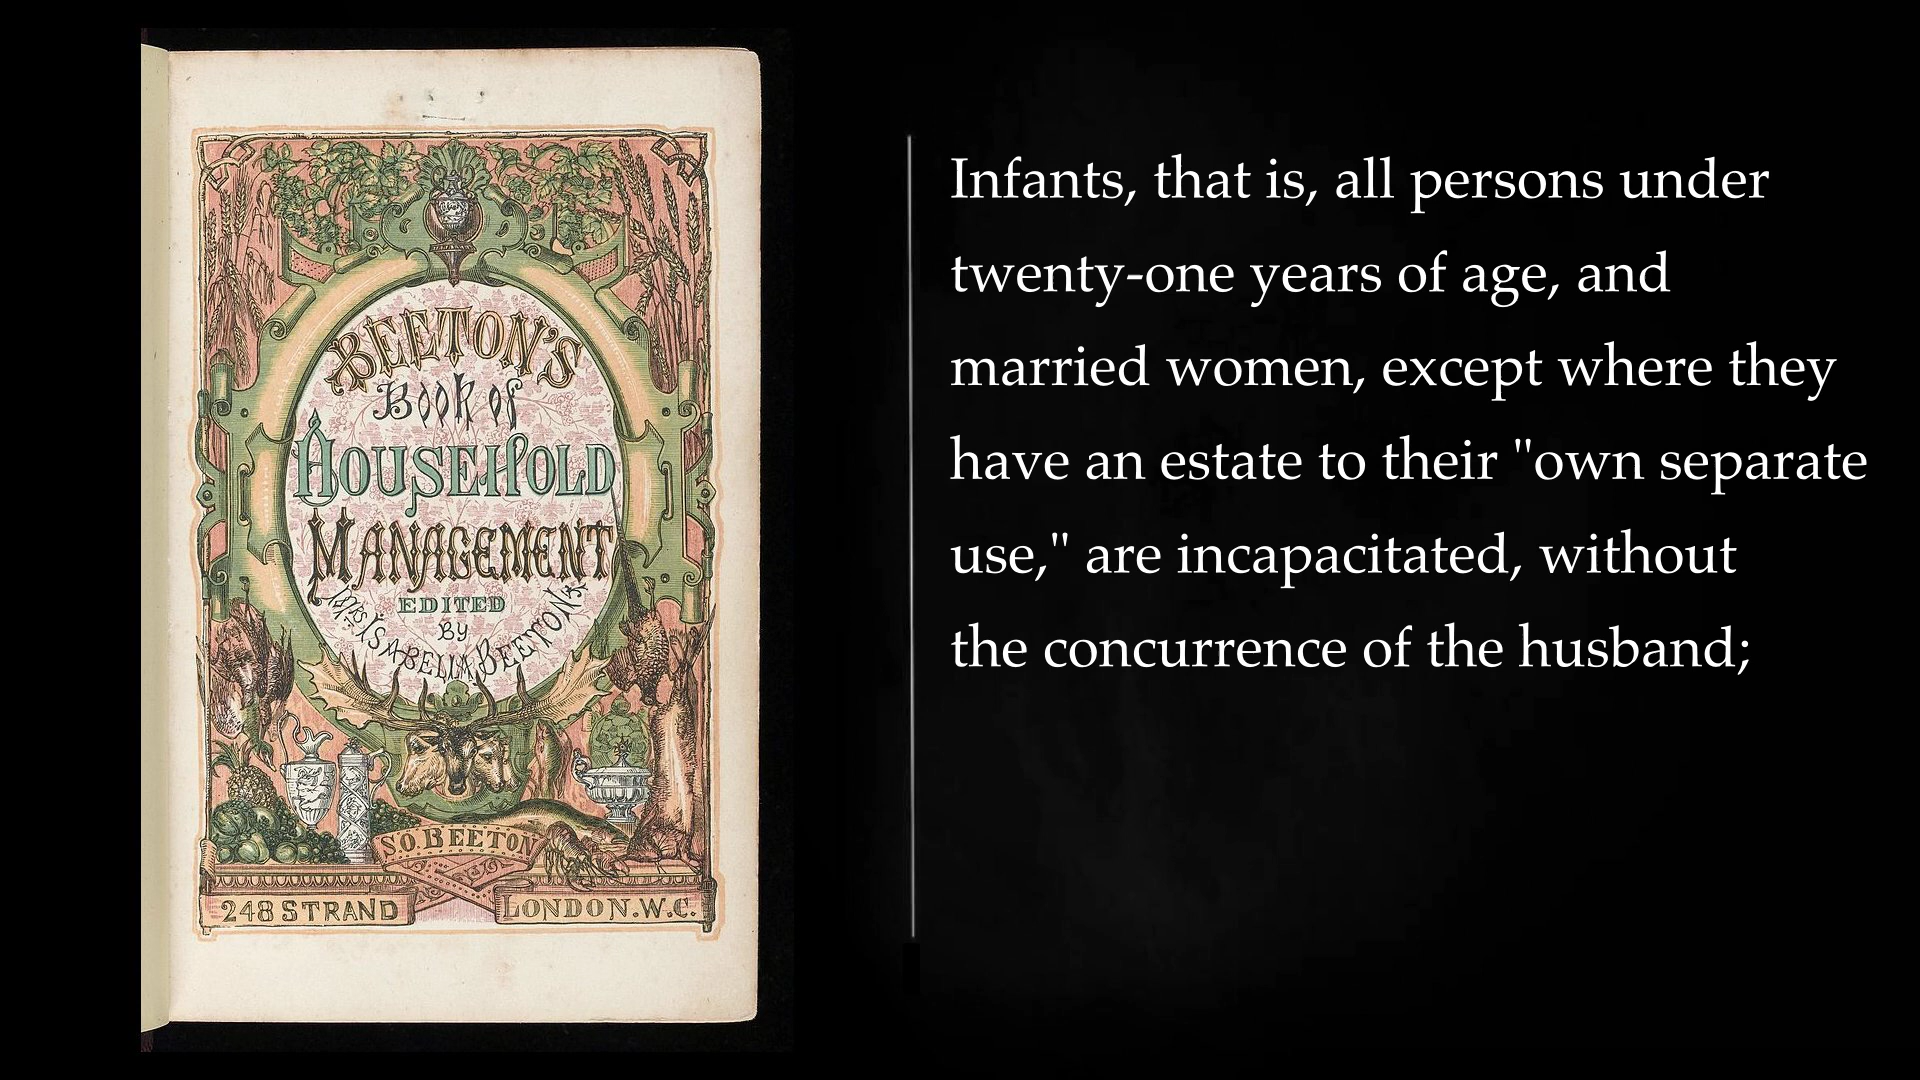 BEETON'S
Book of
HOUSEHOLD
MANAGEMENT
EDITED
BY
MRS ISABELLA BEETON
S.O. BEETON
248 STRAND
LONDON. W.C.
Infants, that is, all persons under
twenty-one years of age, and
married women, except where they
have an estate to their "own separate
use," are incapacitated, without
the concurrence of the husband;